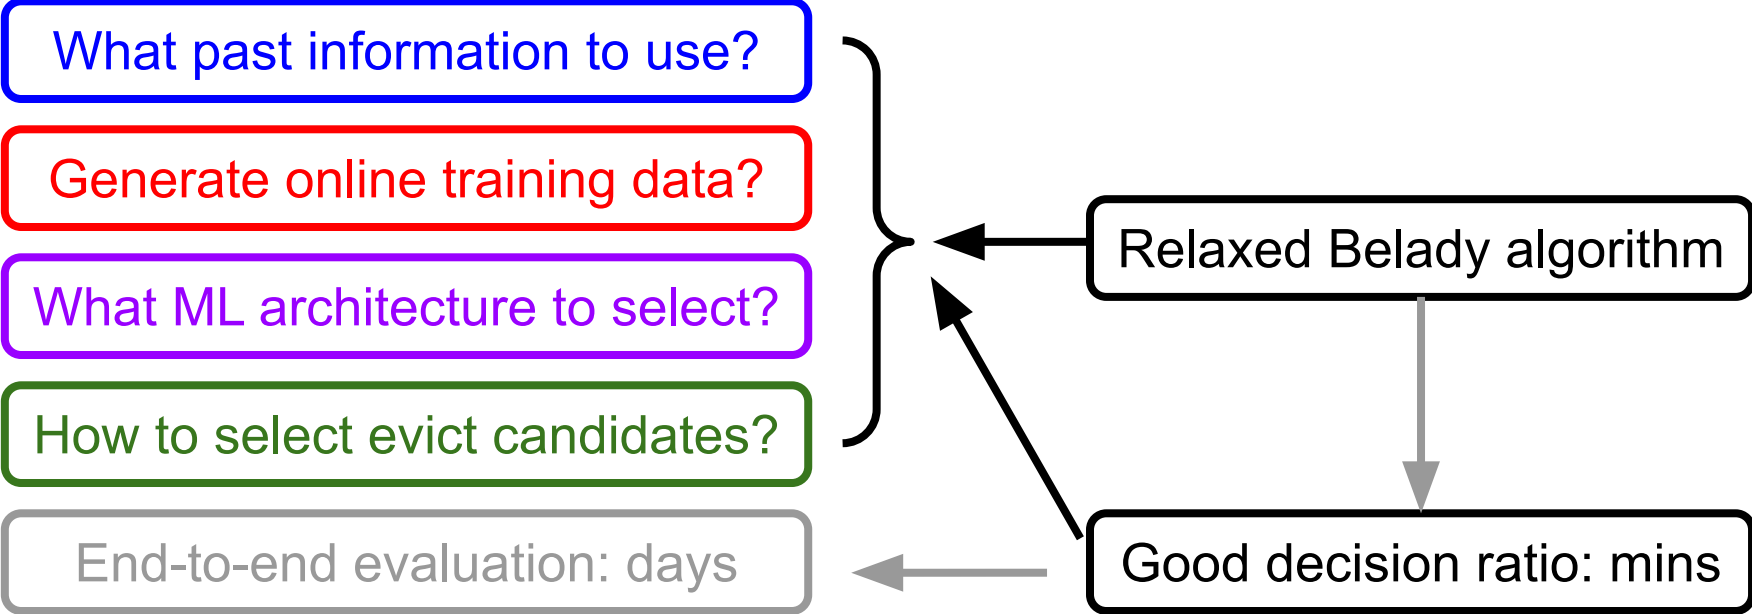 What past information to use?
Generate online training data?
What ML architecture to select?
How to select evict candidates?
End-to-end evaluation: days
Relaxed Belady algorithm
Good decision ratio: mins